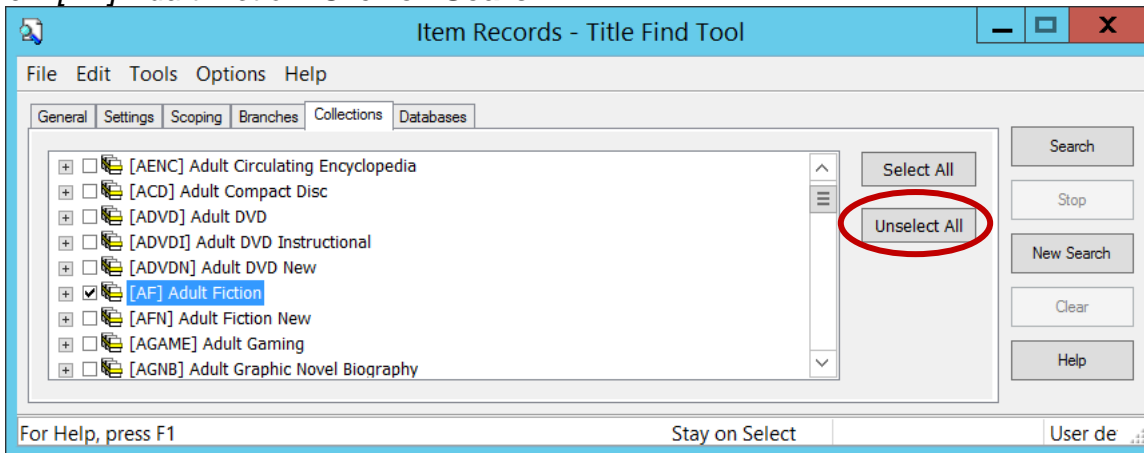 Item Records - Title Find Tool
File Edit Tools Options Help
General Settings Scoping Branches Collections Databases
[AENC] Adult Circulating Encyclopedia
[ACD] Adult Compact Disc
[ADVD] Adult DVD
[ADVDI] Adult DVD Instructional
[ADVDN] Adult DVD New
[AF] Adult Fiction
[AFN] Adult Fiction New
[AGAME] Adult Gaming
[AGNB] Adult Graphic Novel Biography
Select All
Unselect All
Search
Stop
New Search
Clear
Help
For Help, press F1 Stay on Select User de